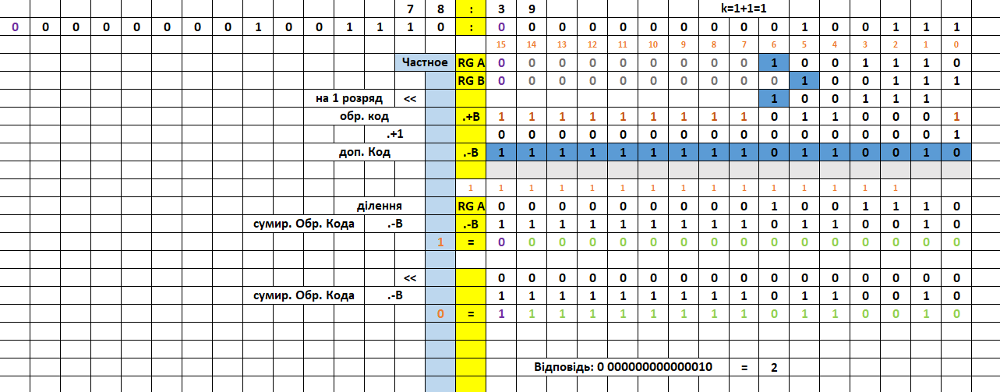 7 8 : 3 9 k=1+1=1
0 0 0 0 0 0 0 0 1 0 0 1 1 1 0 : 0 0 0 0 0 0 0 0 0 0 1 0 0 1 1 1
15 14 13 12 11 10 9 8 7 6 5 4 3 2 1 0
Частное RG A 0 0 0 0 0 0 0 0 0 1 0 0 1 1 1 0
RG B 0 0 0 0 0 0 0 0 0 0 1 0 0 1 1 1
на 1 розряд << 1 0 0 1 1 1
обр. код .+B 1 1 1 1 1 1 1 1 1 0 1 1 0 0 0 1
.+1 0 0 0 0 0 0 0 0 0 0 0 0 0 0 0 1
доп. Код .-B 1 1 1 1 1 1 1 1 1 0 1 1 0 0 1 0
1 1 1 1 1 1 1 1 1 1 1 1 1 1 1
ділення RG A 0 0 0 0 0 0 0 0 0 1 0 0 1 1 1 0
сумир. Обр. Кода .-B 1 1 1 1 1 1 1 1 1 0 1 1 0 0 1 0
1 = 0 0 0 0 0 0 0 0 0 0 0 0 0 0 0 0
<< 0 0 0 0 0 0 0 0 0 0 0 0 0 0 0 0
сумир. Обр. Кода .-B 1 1 1 1 1 1 1 1 1 0 1 1 0 0 1 0
0 = 1 1 1 1 1 1 1 1 1 0 1 1 0 0 1 0
Відповідь: 0 000000000000010 = 2